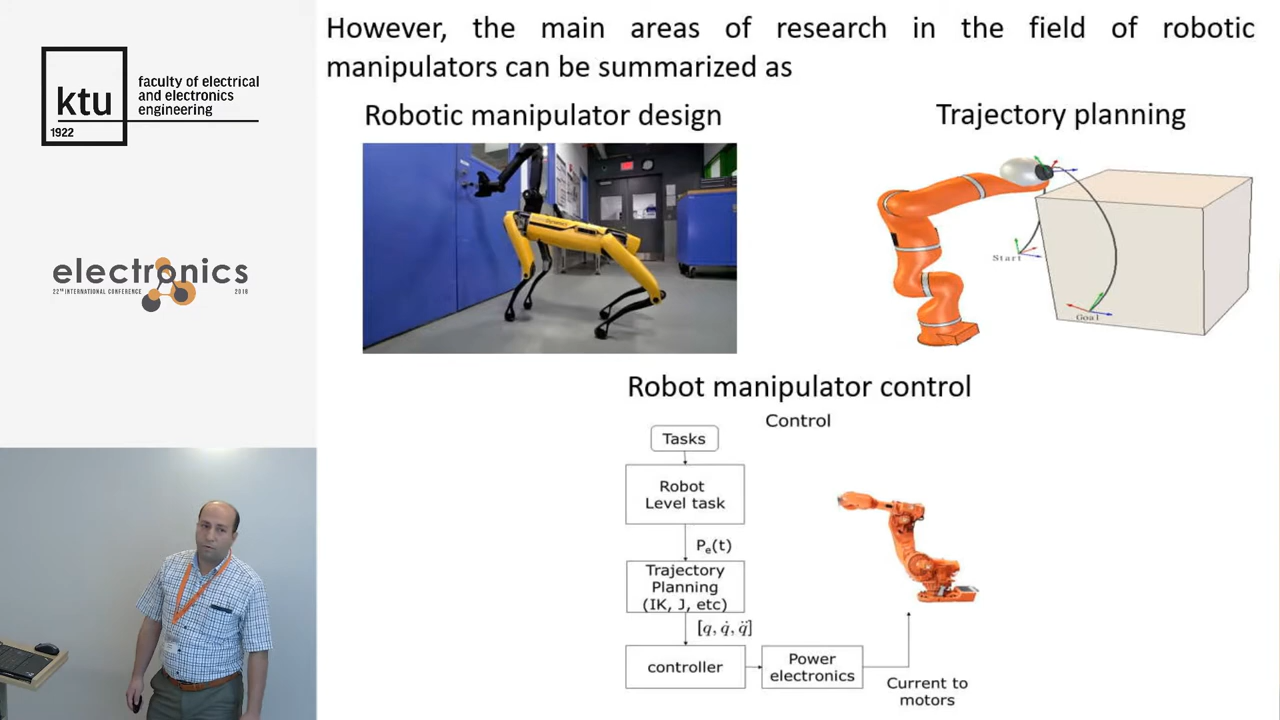 However, the main areas of research in the field of robotic
manipulators can be summarized as
ktu
1922
faculty of electrical
and electronics
engineering
electronics
22TH INTERNATIONAL CONFERENCE 2018
Robotic manipulator design
Trajectory planning
Start
Goal
Robot manipulator control
Control
Tasks
Robot
Level task
Pe(t)
Trajectory
Planning
(IK, J, etc)
[q, q̇, q̈]
controller
Power
electronics
Current to
motors